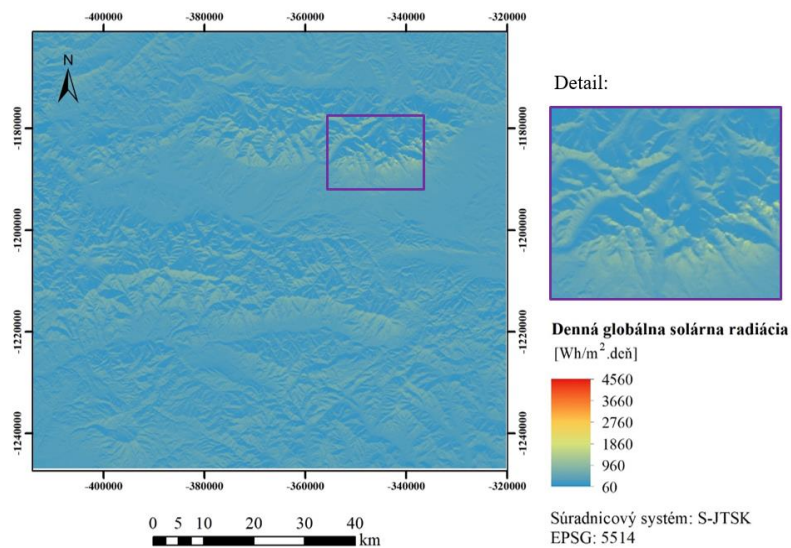 -400000 -380000 -360000 -340000 -320000
N
-1180000
-1200000
-1220000
-1240000
-1180000
-1200000
-1220000
-1240000
-400000 -380000 -360000 -340000 -320000
0 5 10 20 30 40
km
Detail:
Denná globálna solárna radiácia
[Wh/m².deň]
4560
3660
2760
1860
960
60
Súradnicový systém: S-JTSK
EPSG: 5514